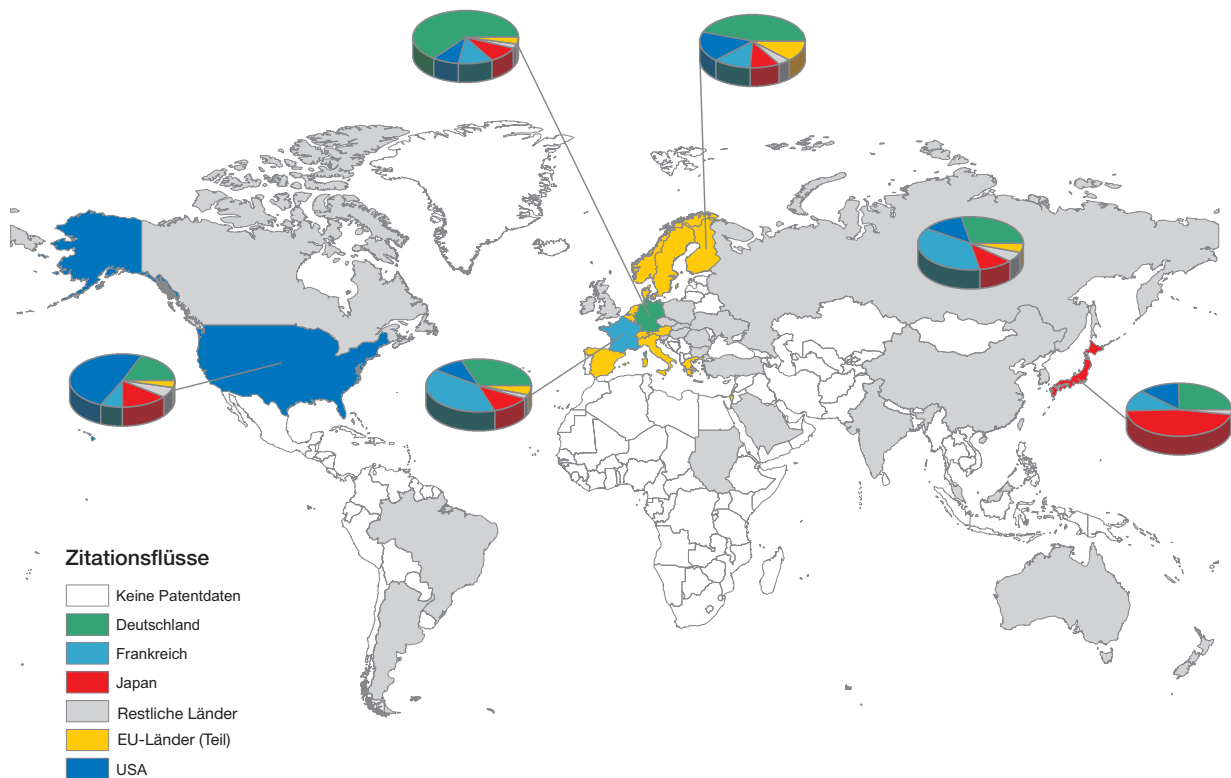 Zitationsflüsse
Keine Patentdaten
Deutschland
Frankreich
Japan
Restliche Länder
EU-Länder (Teil)
USA